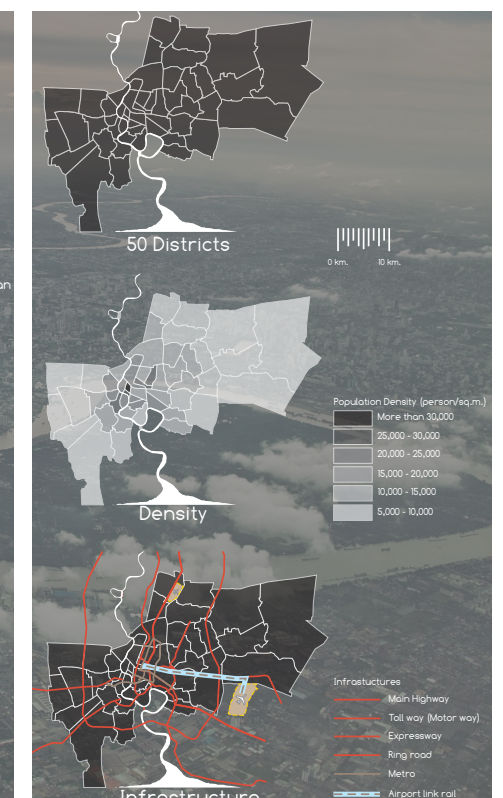 an
50 Districts
0 km.
10 km.
Density
Population Density (person/sq.m.)
More than 30,000
25,000 - 30,000
20,000 - 25,000
15,000 - 20,000
10,000 - 15,000
5,000 - 10,000
Infrastructure
Infrastuctures
Main Highway
Toll way (Motor way)
Expressway
Ring road
Metro
Airport link rail